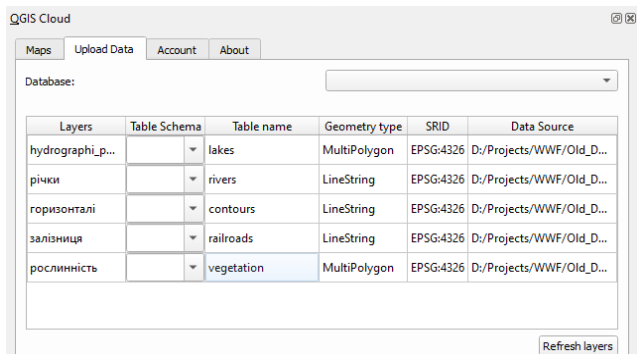 QGIS Cloud
Maps Upload Data Account About
Database:
Layers Table Schema Table name Geometry type SRID Data Source
hydrographi_p... lakes MultiPolygon EPSG:4326 D:/Projects/WWF/Old_D...
річки rivers LineString EPSG:4326 D:/Projects/WWF/Old_D...
горизонталі contours LineString EPSG:4326 D:/Projects/WWF/Old_D...
залізниця railroads LineString EPSG:4326 D:/Projects/WWF/Old_D...
рослинність vegetation MultiPolygon EPSG:4326 D:/Projects/WWF/Old_D...
Refresh layers